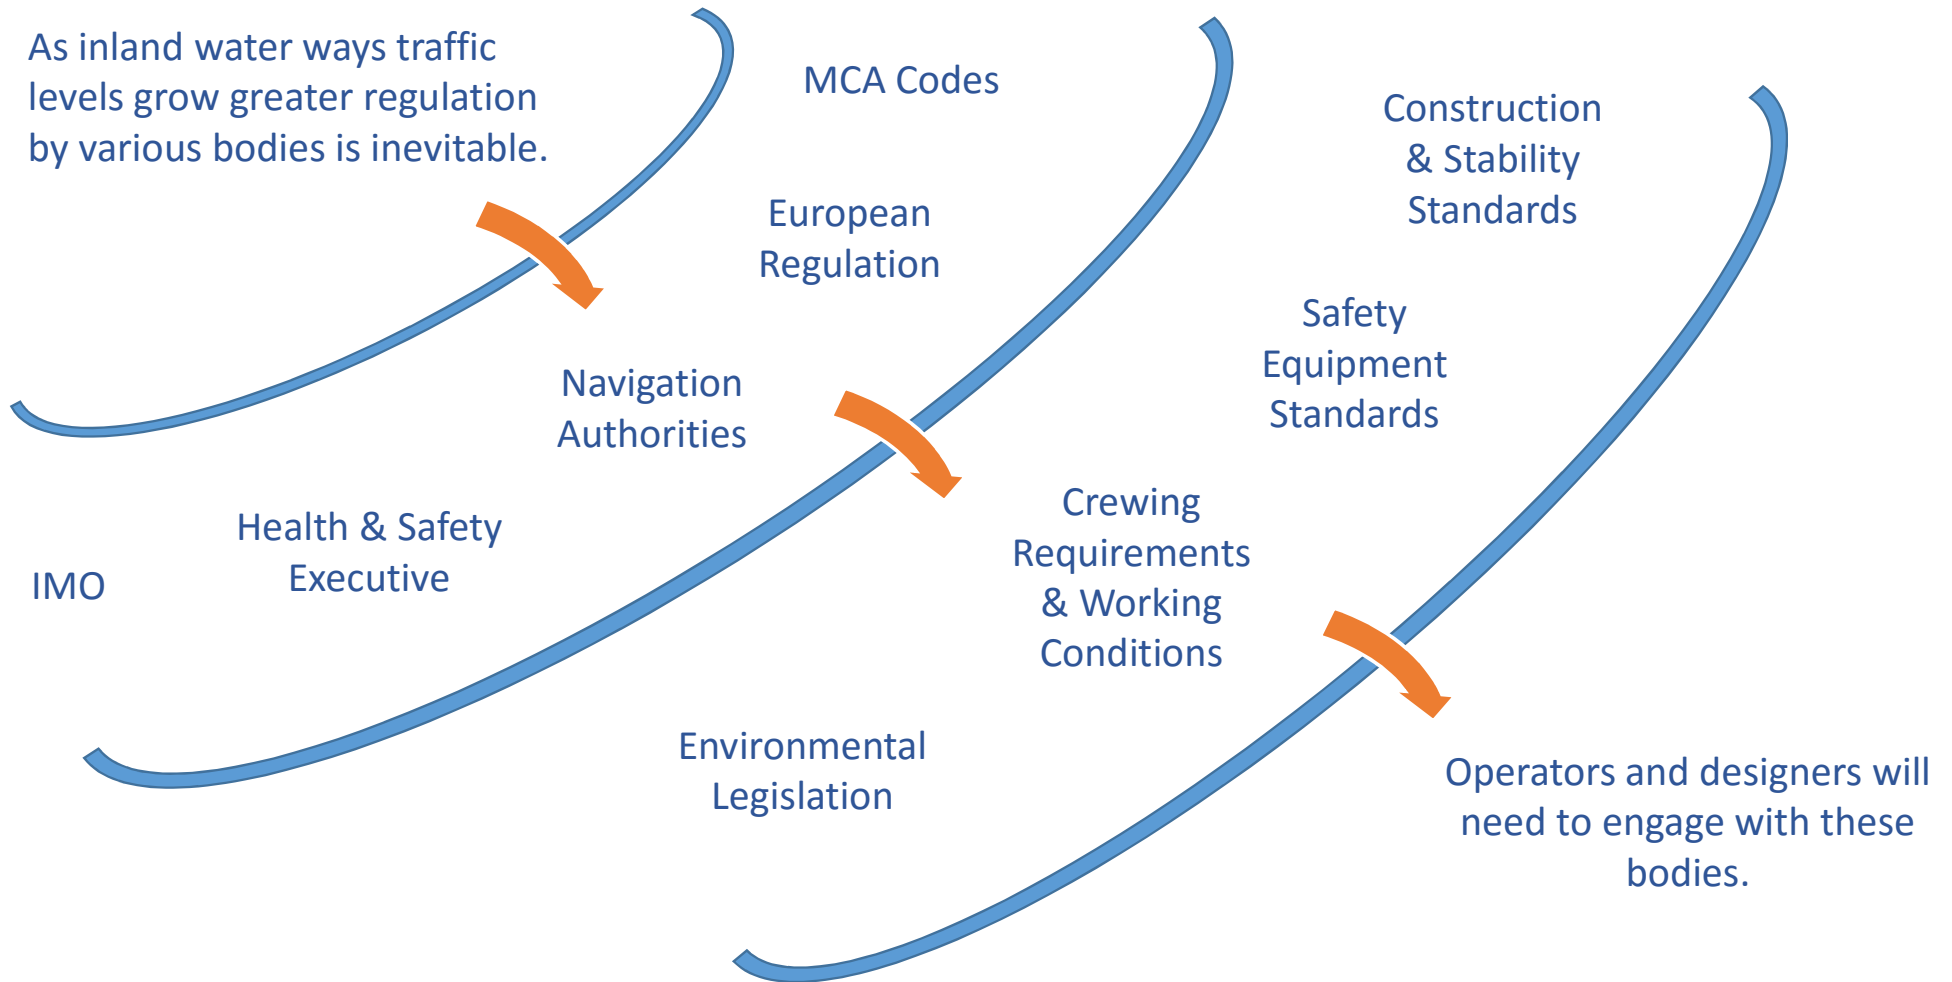 As inland water ways traffic
levels grow greater regulation
by various bodies is inevitable.
MCA Codes
European
Regulation
Navigation
Authorities
Health & Safety
Executive
IMO
Construction
& Stability
Standards
Safety
Equipment
Standards
Crewing
Requirements
& Working
Conditions
Environmental
Legislation
Operators and designers will
need to engage with these
bodies.